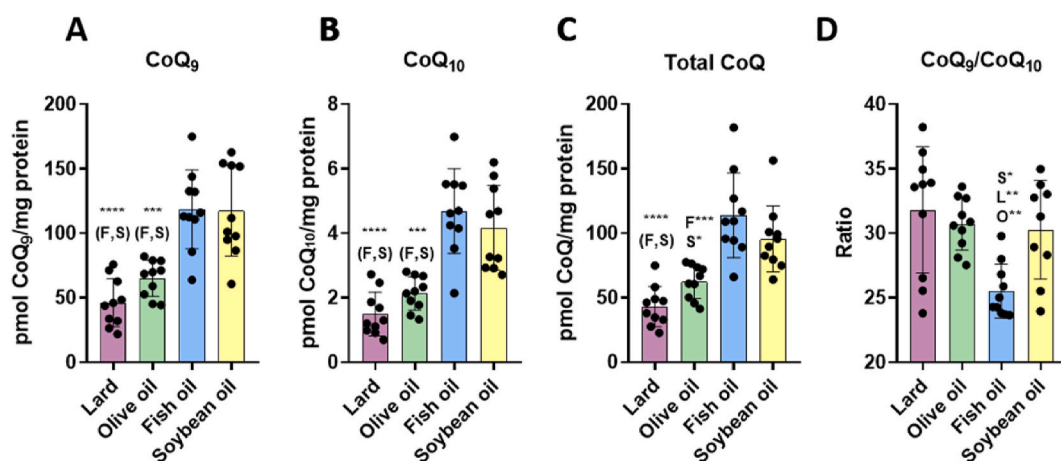 A
CoQ₉
pmol CoQ₉/mg protein
200
150
100
50
0
****
(F,S)
***
(F,S)
Lard
Olive oil
Fish oil
Soybean oil
B
CoQ₁₀
pmol CoQ₁₀/mg protein
8
6
4
2
0
****
(F,S)
***
(F,S)
Lard
Olive oil
Fish oil
Soybean oil
C
Total CoQ
pmol CoQ/mg protein
200
150
100
50
0
****
(F,S)
F***
S*
Lard
Olive oil
Fish oil
Soybean oil
D
CoQ₉/CoQ₁₀
Ratio
40
35
30
25
20
S*
L**
O**
Lard
Olive oil
Fish oil
Soybean oil